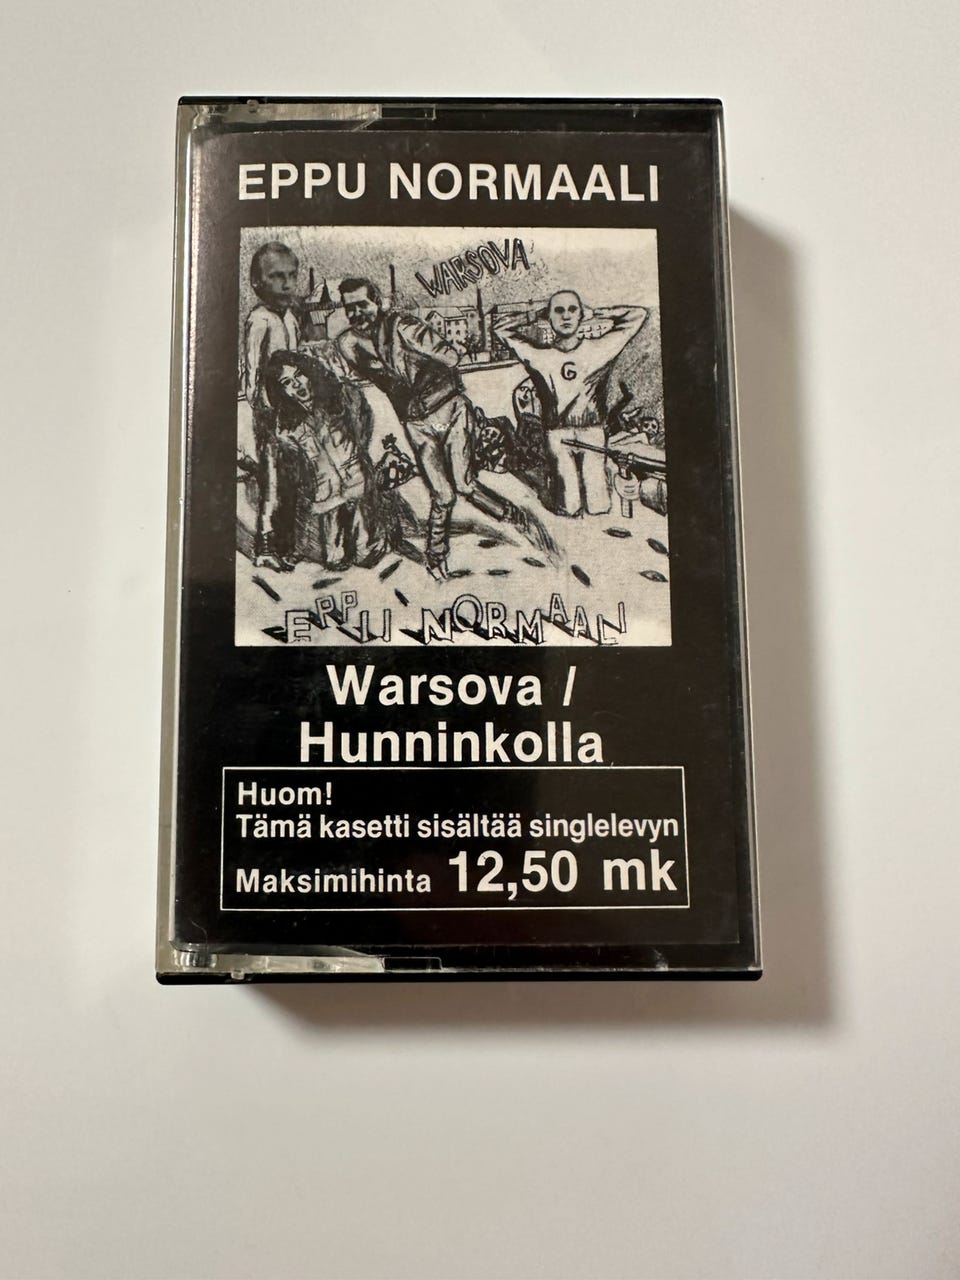 EPPU NORMAALI
WARSOVA
G
EPPU NORMAALI
Warsova /
Hunninkolla
Huom!
Tämä kasetti sisältää singlelevyn
Maksimihinta 12,50 mk